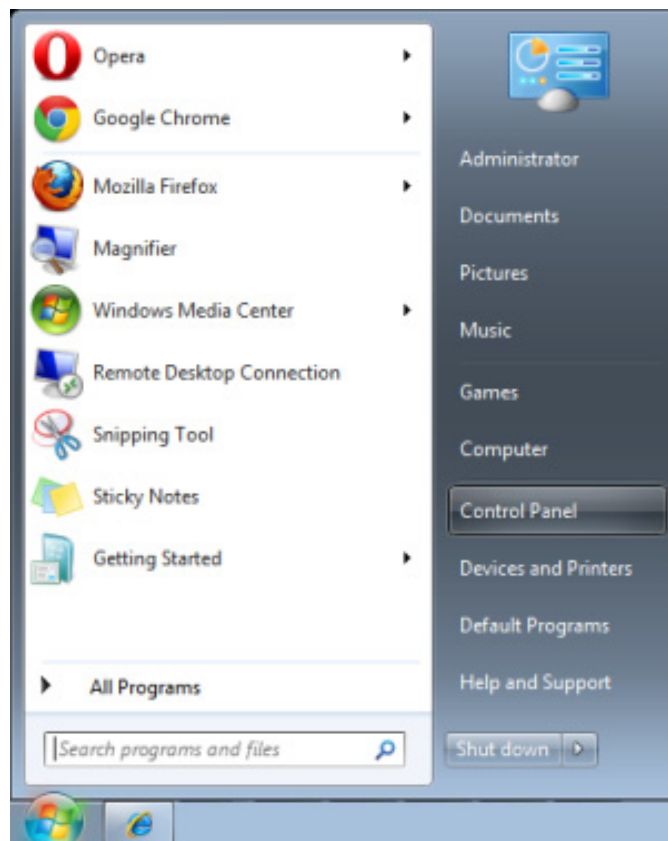 Opera
Google Chrome
Mozilla Firefox
Magnifier
Windows Media Center
Remote Desktop Connection
Snipping Tool
Sticky Notes
Getting Started
All Programs
Search programs and files
Administrator
Documents
Pictures
Music
Games
Computer
Control Panel
Devices and Printers
Default Programs
Help and Support
Shut down